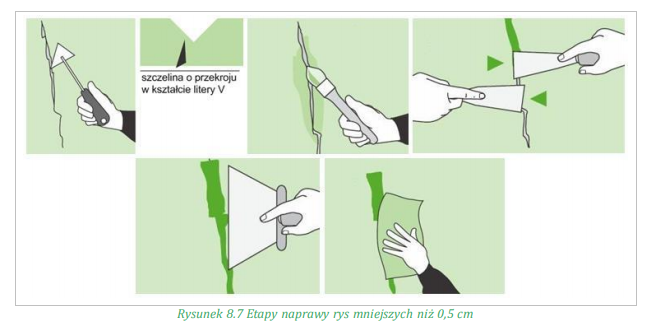 szczelina o przekroju
w kształcie litery V
Rysunek 8.7 Etapy naprawy rys mniejszych niż 0,5 cm